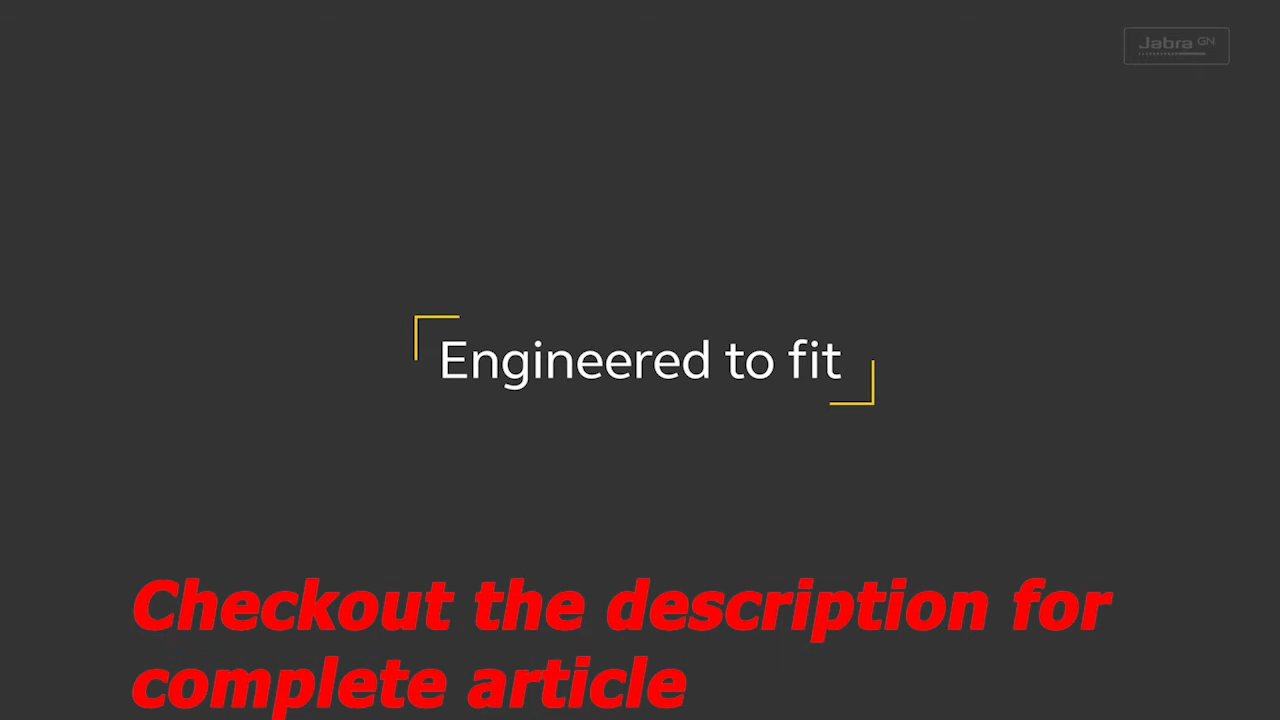 Jabra GN
Engineered to fit
Checkout the description for
complete article